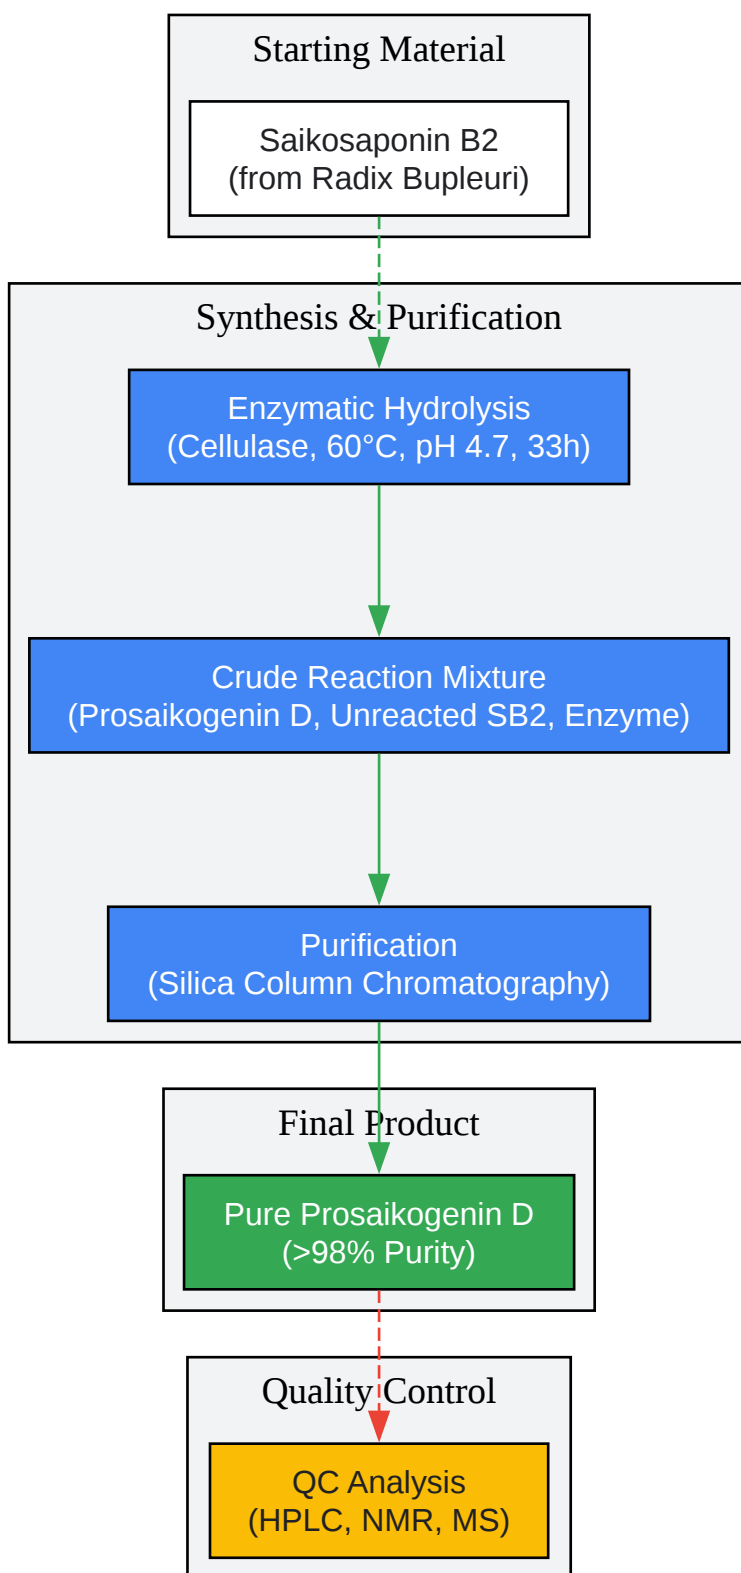 Starting Material
Saikosaponin B2
(from Radix Bupleuri)
Synthesis & Purification
Enzymatic Hydrolysis
(Cellulase, 60°C, pH 4.7, 33h)
Crude Reaction Mixture
(Prosaikogenin D, Unreacted SB2, Enzyme)
Purification
(Silica Column Chromatography)
Final Product
Pure Prosaikogenin D
(>98% Purity)
Quality Control
QC Analysis
(HPLC, NMR, MS)